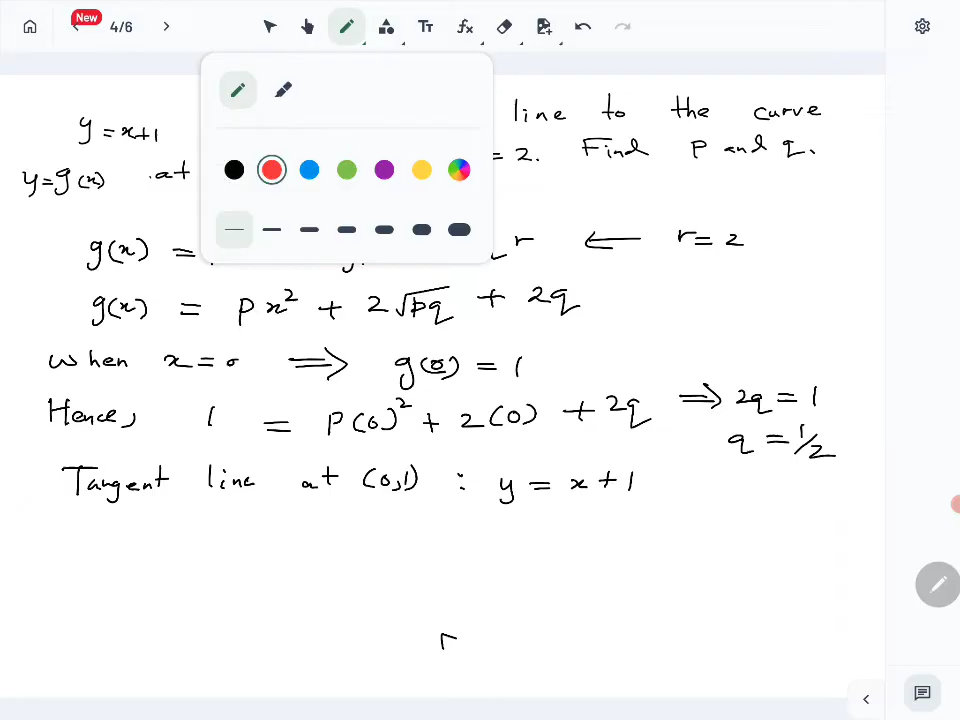 New
4/6
Tт
fx
y = x+1 line to the curve
y=g(x) .at = 2. Find p and q.
g(x) = r ← r = 2
g(x) = px² + 2√pq + 2q
When x = 0 ⟹ g(0) = 1
Hence, 1 = p(0)² + 2(0) + 2q ⟹ 2q = 1
q = 1/2
Tangent line at (0,1) : y = x + 1